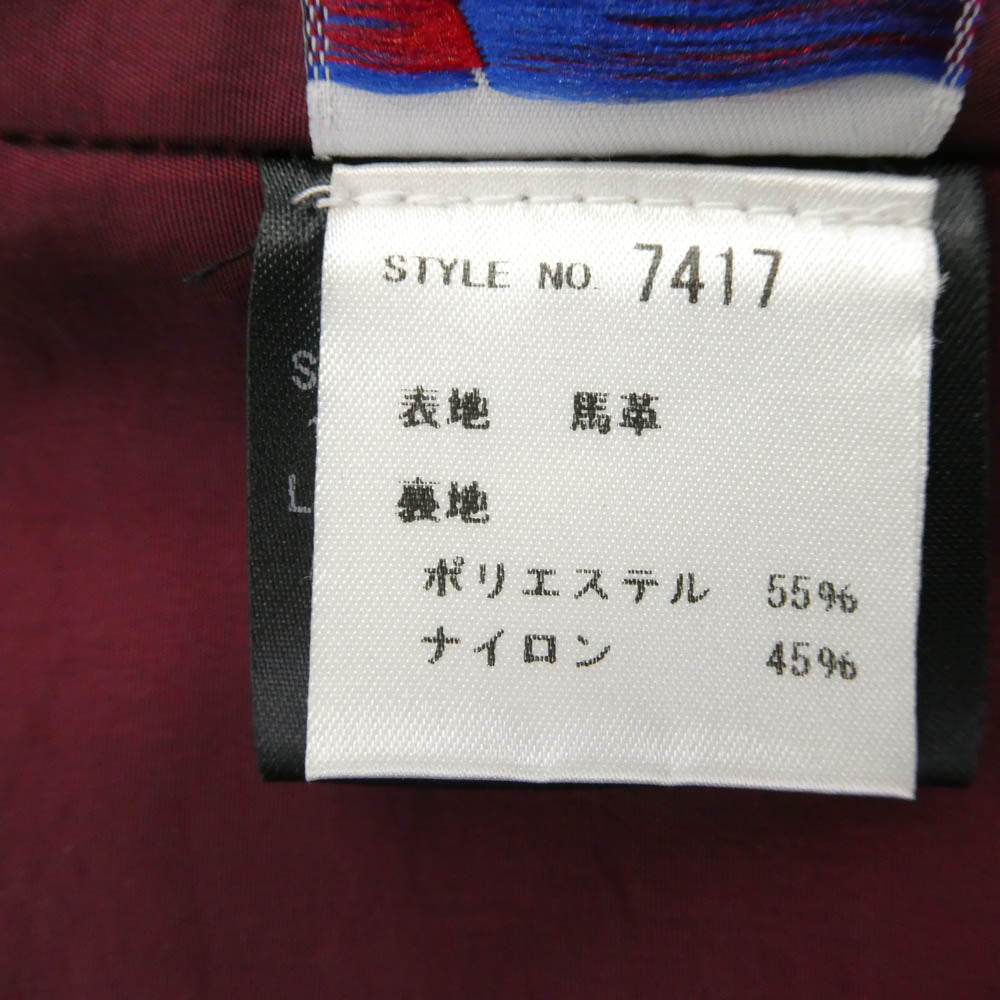 STYLE NO. 7417
表地 馬革
裏地
ポリエステル 55%
ナイロン 45%
S
L